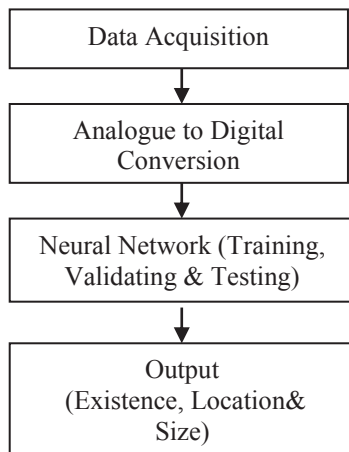 Data Acquisition
Analogue to Digital
Conversion
Neural Network (Training,
Validating & Testing)
Output
(Existence, Location&
Size)